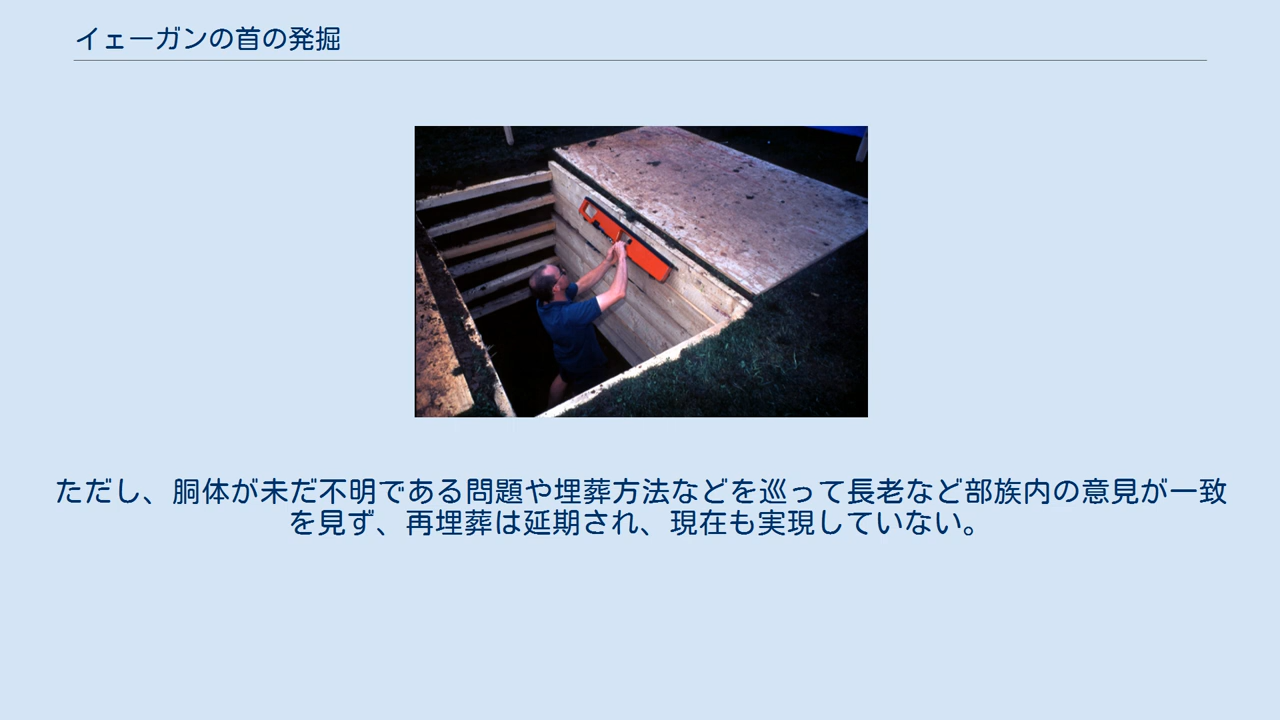 イェーガンの首の発掘
ただし、胴体が未だ不明である問題や埋葬方法などを巡って長老など部族内の意見が一致
を見ず、再埋葬は延期され、現在も実現していない。